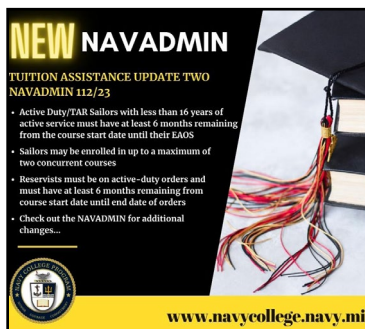 NEW NAVADMIN
TUITION ASSISTANCE UPDATE TWO
NAVADMIN 112/23
• Active Duty/TAR Sailors with less than 16 years of
active service must have at least 6 months remaining
from the course start date until their EAOS
• Sailors may be enrolled in up to a maximum of
two concurrent courses
• Reservists must be on active-duty orders and
must have at least 6 months remaining from
course start date until end date of orders
• Check out the NAVADMIN for additional
changes...
NAVY COLLEGE PROGRAM
www.navycollege.navy.mi